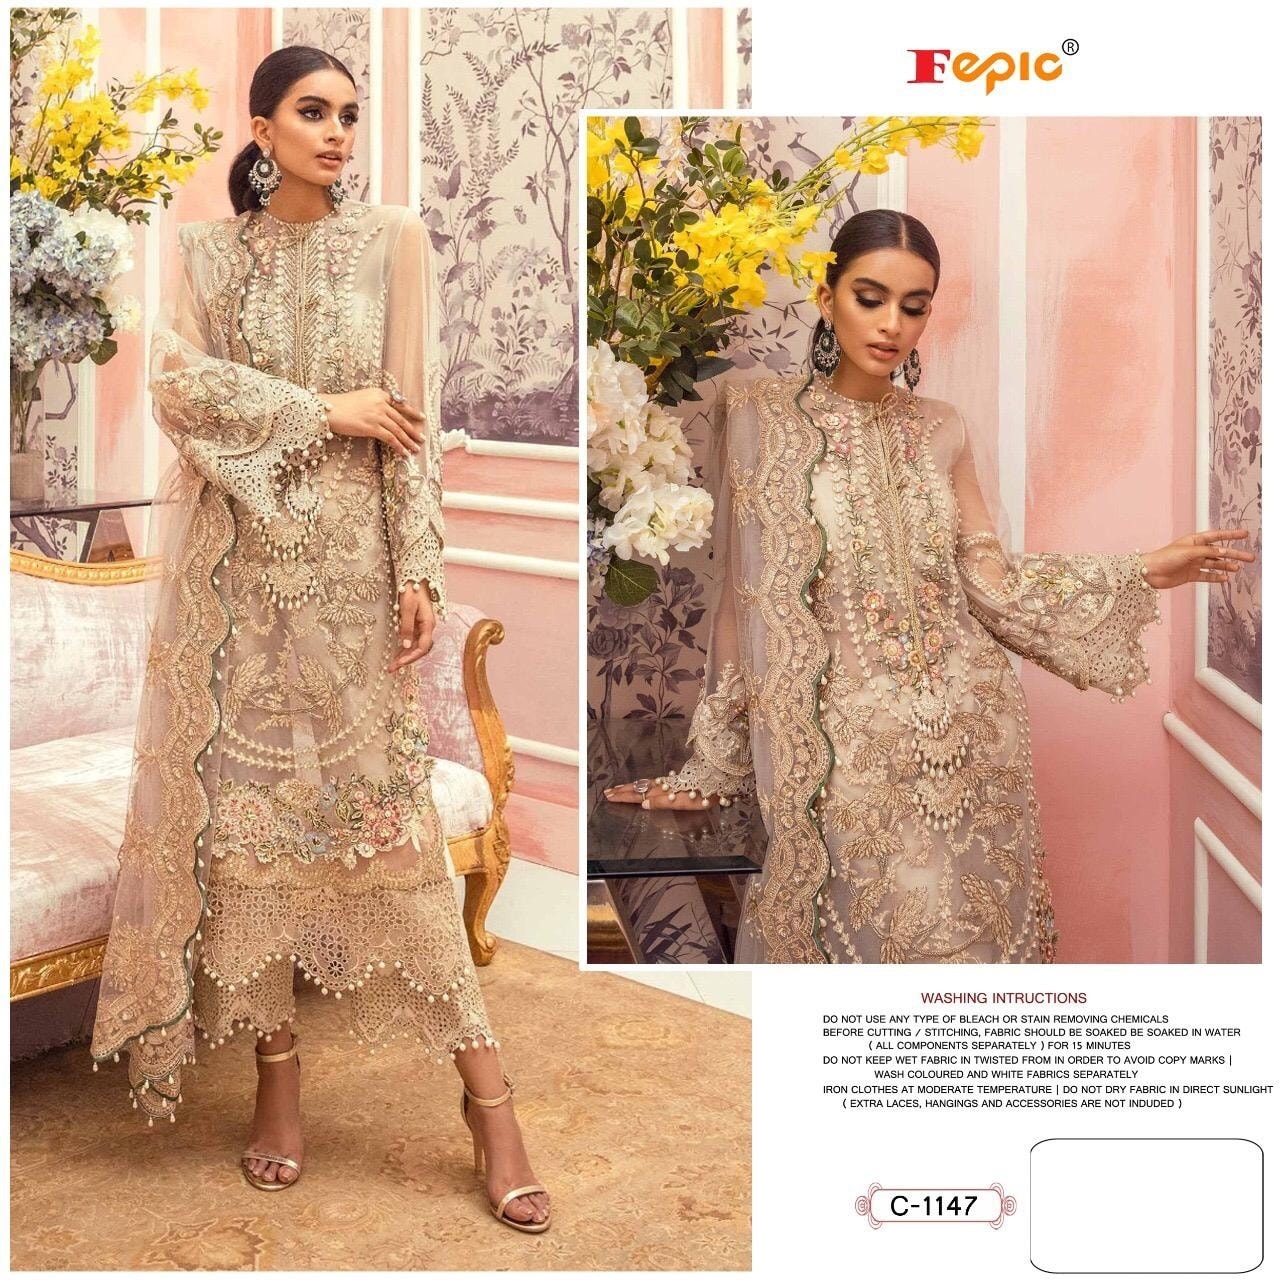 Fepic®
WASHING INTRUCTIONS
DO NOT USE ANY TYPE OF BLEACH OR STAIN REMOVING CHEMICALS
BEFORE CUTTING / STITCHING, FABRIC SHOULD BE SOAKED BE SOAKED IN WATER
( ALL COMPONENTS SEPARATELY ) FOR 15 MINUTES
DO NOT KEEP WET FABRIC IN TWISTED FROM IN ORDER TO AVOID COPY MARKS |
WASH COLOURED AND WHITE FABRICS SEPARATELY
IRON CLOTHES AT MODERATE TEMPERATURE | DO NOT DRY FABRIC IN DIRECT SUNLIGHT
( EXTRA LACES, HANGINGS AND ACCESSORIES ARE NOT INDUDED )
C-1147